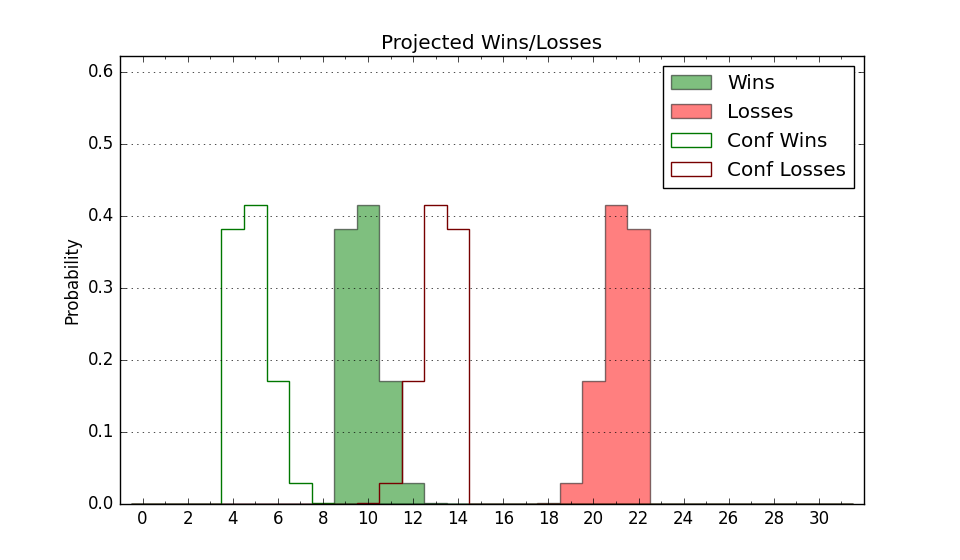 Projected Wins/Losses
Wins
Losses
Conf Wins
Conf Losses
Probability
0.6
0.5
0.4
0.3
0.2
0.1
0.0
0 2 4 6 8 10 12 14 16 18 20 22 24 26 28 30